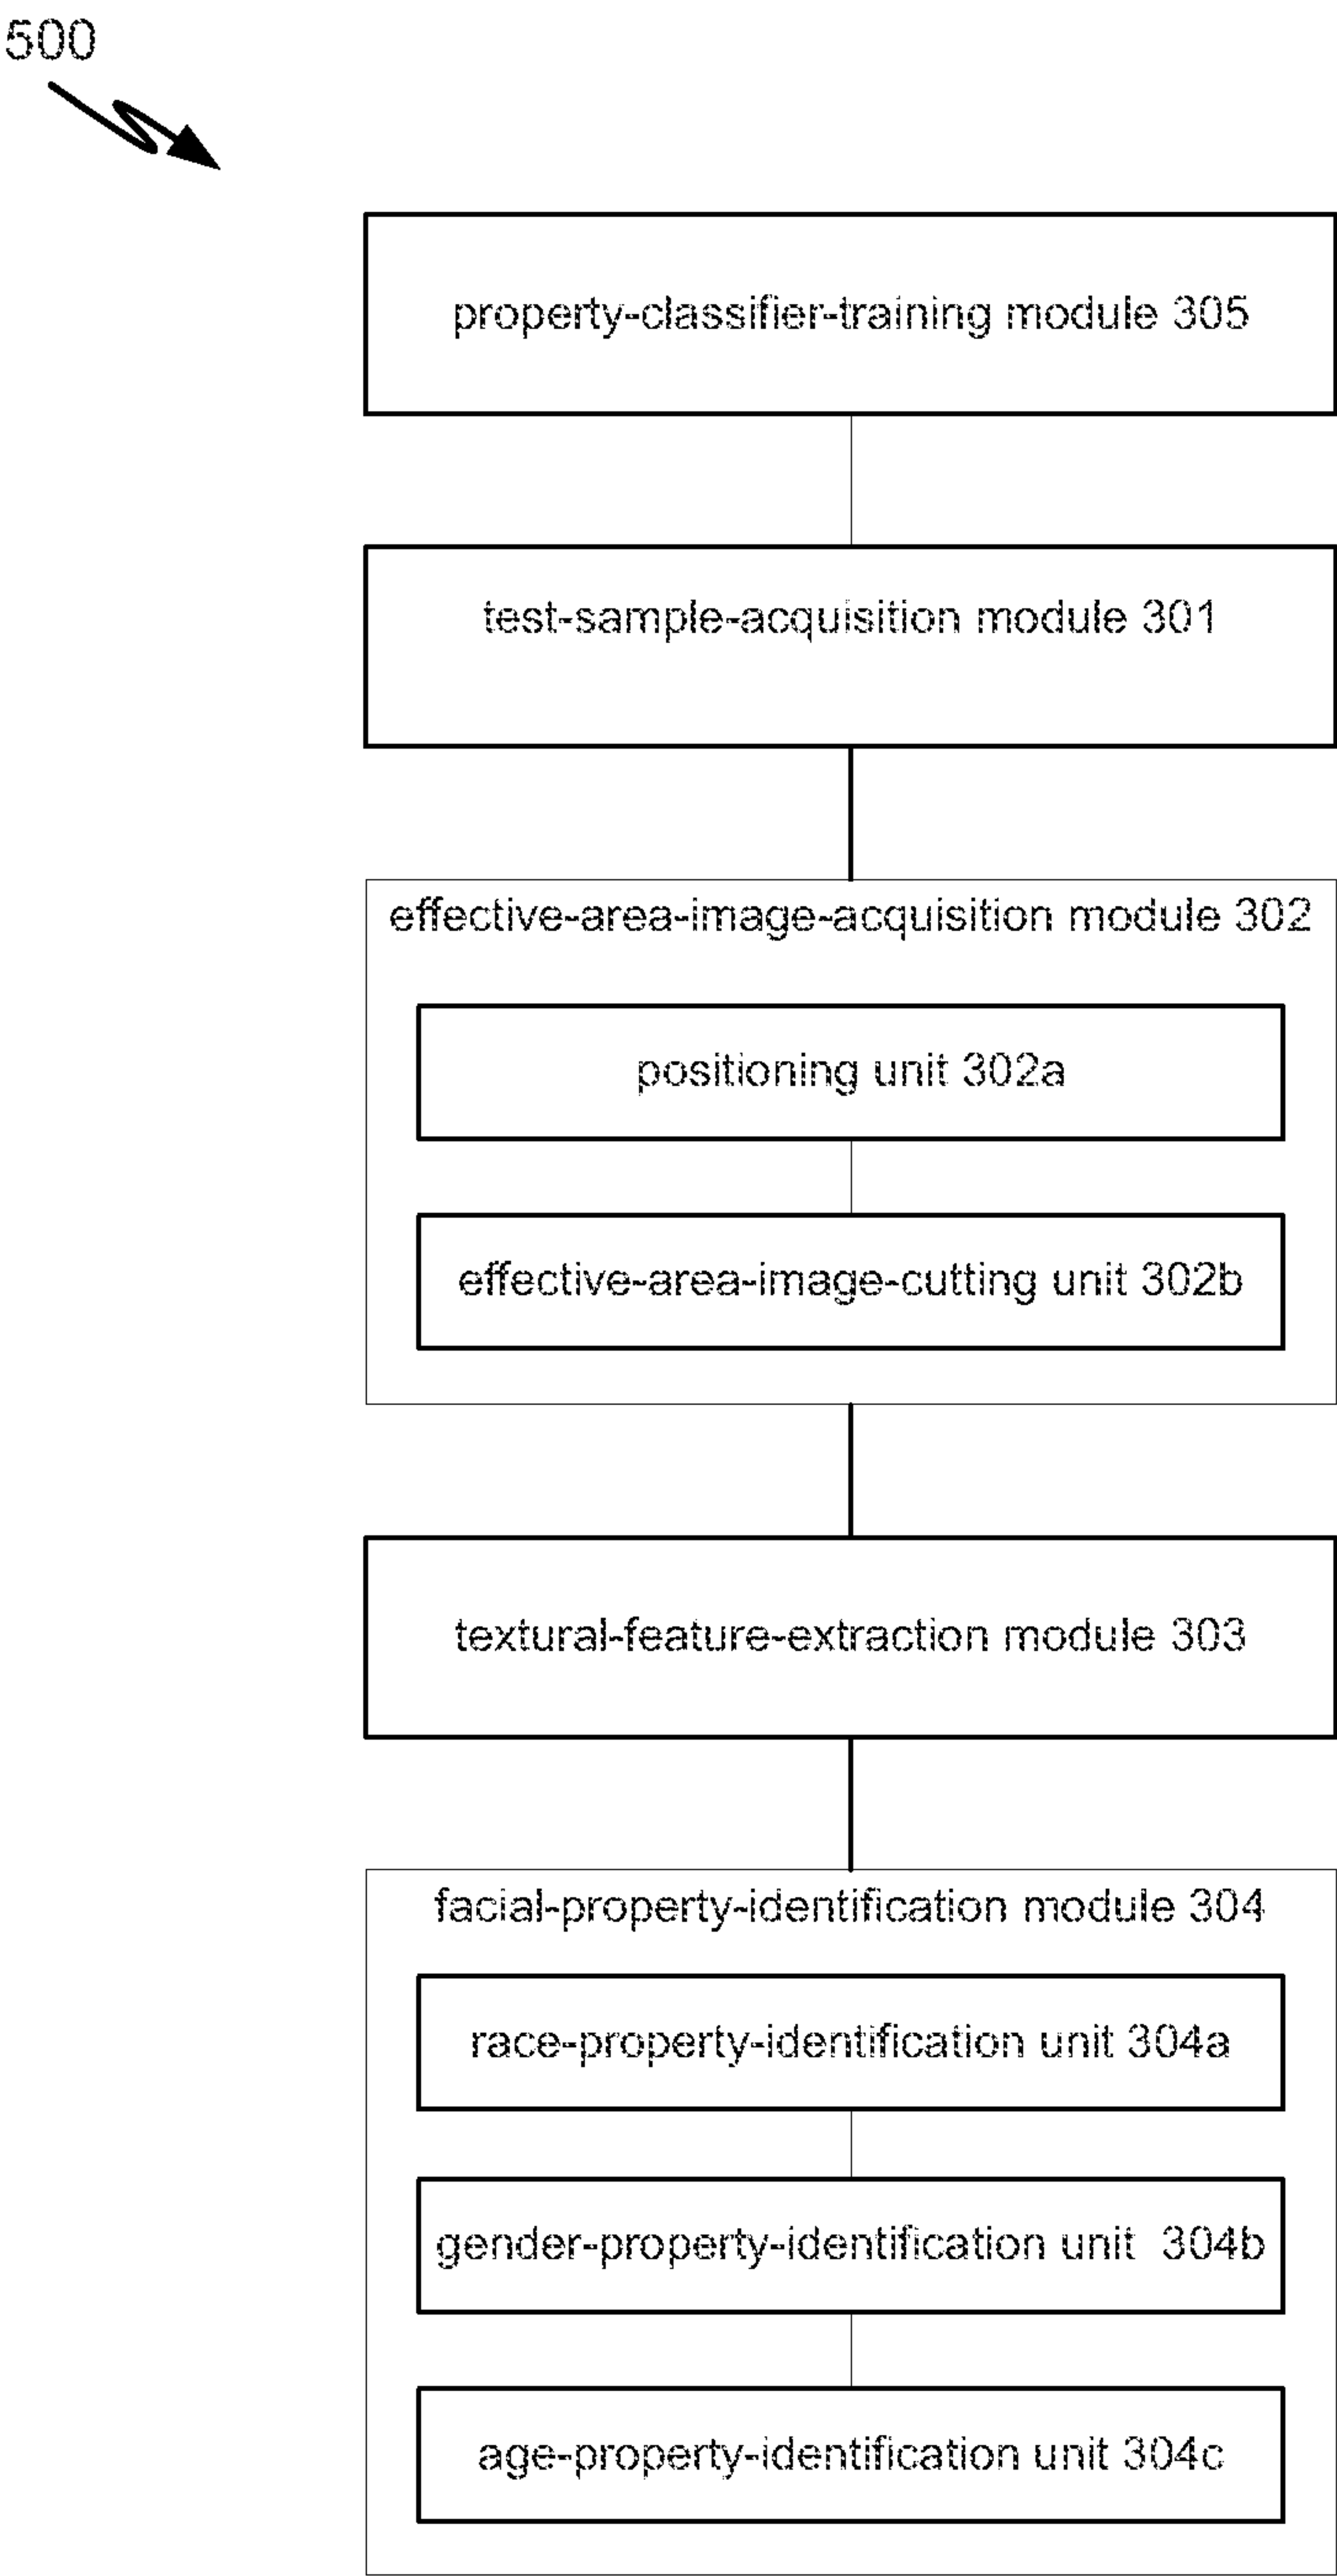 500
property-classifier-training module 305
test-sample-acquisition module 301
effective-area-image-acquisition module 302
positioning unit 302a
effective-area-image-cutting unit 302b
textural-feature-extraction module 303
facial-property-identification module 304
race-property-identification unit 304a
gender-property-identification unit 304b
age-property-identification unit 304c